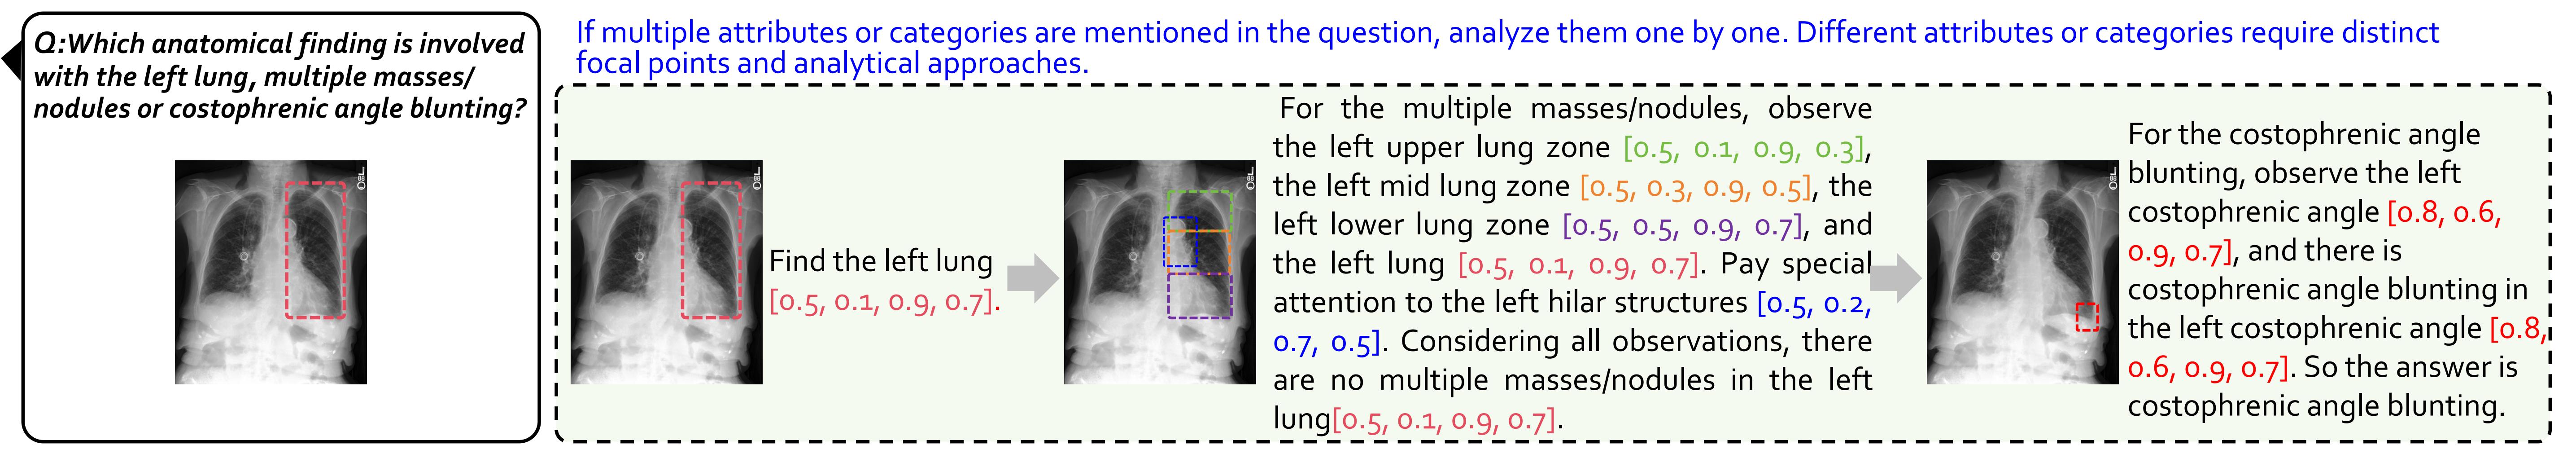 Q:Which anatomical finding is involved
with the left lung, multiple masses/
nodules or costophrenic angle blunting?
If multiple attributes or categories are mentioned in the question, analyze them one by one. Different attributes or categories require distinct
focal points and analytical approaches.
Find the left lung
[0.5, 0.1, 0.9, 0.7].
For the multiple masses/nodules, observe
the left upper lung zone [0.5, 0.1, 0.9, 0.3],
the left mid lung zone [0.5, 0.3, 0.9, 0.5], the
left lower lung zone [0.5, 0.5, 0.9, 0.7], and
the left lung [0.5, 0.1, 0.9, 0.7]. Pay special
attention to the left hilar structures [0.5, 0.2,
0.7, 0.5]. Considering all observations, there
are no multiple masses/nodules in the left
lung[0.5, 0.1, 0.9, 0.7].
For the costophrenic angle
blunting, observe the left
costophrenic angle [0.8, 0.6,
0.9, 0.7], and there is
costophrenic angle blunting in
the left costophrenic angle [0.8,
0.6, 0.9, 0.7]. So the answer is
costophrenic angle blunting.